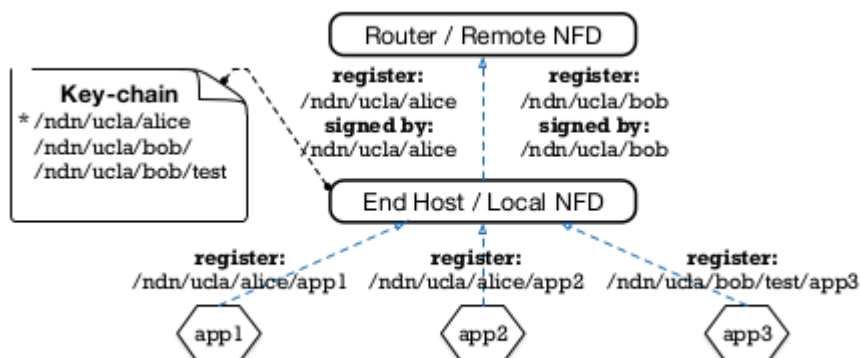 Router / Remote NFD
Key-chain
* /ndn/ucla/alice
/ndn/ucla/bob/
/ndn/ucla/bob/test
register:
/ndn/ucla/alice
signed by:
/ndn/ucla/alice
register:
/ndn/ucla/bob
signed by:
/ndn/ucla/bob
End Host / Local NFD
register:
/ndn/ucla/alice/app1
register:
/ndn/ucla/alice/app2
register:
/ndn/ucla/bob/test/app3
app1
app2
app3